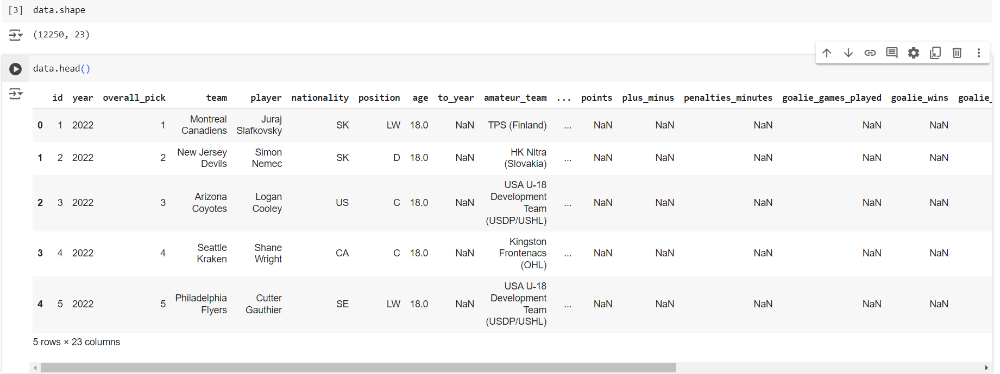 [3] data.shape
(12250, 23)
data.head()
id year overall_pick team player nationality position age to_year amateur_team ... points plus_minus penalties_minutes goalie_games_played goalie_wins goalie_
0 1 2022 1 Montreal Canadiens Juraj Slafkovsky SK LW 18.0 NaN TPS (Finland) ... NaN NaN NaN NaN NaN
1 2 2022 2 New Jersey Devils Simon Nemec SK D 18.0 NaN HK Nitra (Slovakia) ... NaN NaN NaN NaN NaN
2 3 2022 3 Arizona Coyotes Logan Cooley US C 18.0 NaN USA U-18 Development Team (USDP/USHL) ... NaN NaN NaN NaN NaN
3 4 2022 4 Seattle Kraken Shane Wright CA C 18.0 NaN Kingston Frontenacs (OHL) ... NaN NaN NaN NaN NaN
4 5 2022 5 Philadelphia Flyers Cutter Gauthier SE LW 18.0 NaN USA U-18 Development Team (USDP/USHL) ... NaN NaN NaN NaN NaN
5 rows × 23 columns